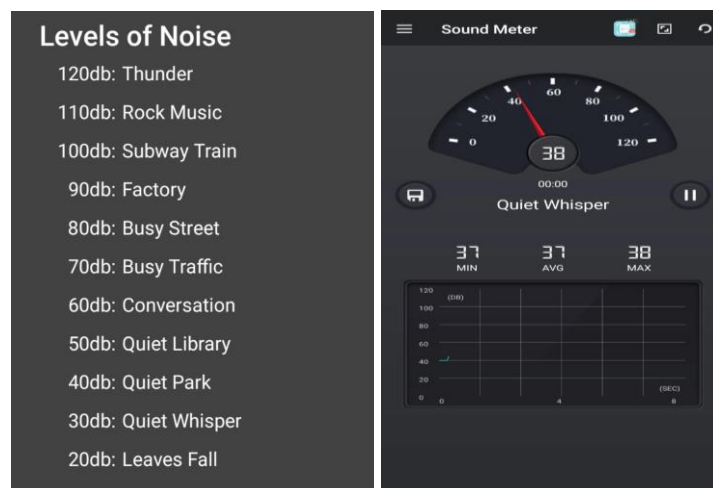 Levels of Noise
120db: Thunder
110db: Rock Music
100db: Subway Train
90db: Factory
80db: Busy Street
70db: Busy Traffic
60db: Conversation
50db: Quiet Library
40db: Quiet Park
30db: Quiet Whisper
20db: Leaves Fall
Sound Meter
0 20 40 60 80 100 120
38
00:00
Quiet Whisper
37 37 38
MIN AVG MAX
120
(DB)
100
80
60
40
20
(SEC)
0
0 4 8